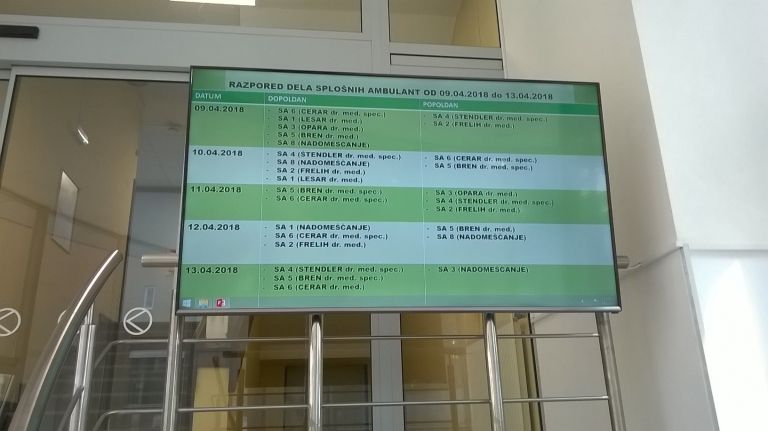 RAZPORED DELA SPLOŠNIH AMBULANT OD 09.04.2018 do 13.04.2018
DATUM DOPOLDAN POPOLDAN
09.04.2018
- SA 6 (CERAR dr. med. spec.)
- SA 1 (LESAR dr. med.)
- SA 3 (OPARA dr. med.)
- SA 5 (BREN dr. med.)
- SA 8 (NADOMEŠČANJE)
- SA 4 (STENDLER dr. med. spec.)
- SA 2 (FRELIH dr. med.)
10.04.2018
- SA 4 (STENDLER dr. med. spec.)
- SA 8 (NADOMEŠČANJE)
- SA 2 (FRELIH dr. med.)
- SA 1 (LESAR dr. med.)
- SA 6 (CERAR dr. med. spec.)
- SA 5 (BREN dr. med. spec.)
11.04.2018
- SA 5 (BREN dr. med. spec.)
- SA 6 (CERAR dr. med.)
- SA 3 (OPARA dr. med.)
- SA 4 (STENDLER dr. med. spec.)
- SA 2 (FRELIH dr. med.)
12.04.2018
- SA 1 (NADOMEŠČANJE)
- SA 6 (CERAR dr. med. spec.)
- SA 2 (FRELIH dr. med.)
- SA 5 (BREN dr. med.)
- SA 8 (NADOMEŠČANJE)
13.04.2018
- SA 4 (STENDLER dr. med. spec.)
- SA 5 (BREN dr. med. spec.)
- SA 6 (CERAR dr. med.)
- SA 3 (NADOMEŠČANJE)